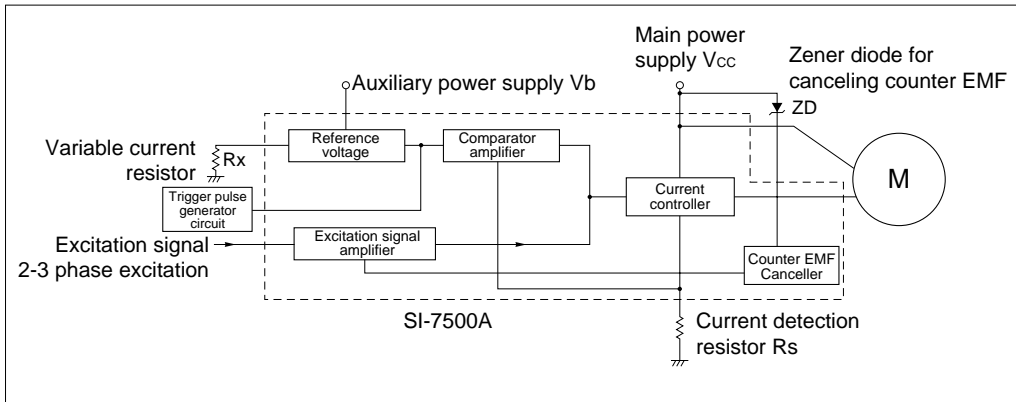 Main power
supply Vcc
Zener diode for
canceling counter EMF
Auxiliary power supply Vb
ZD
Reference
voltage
Comparator
amplifier
Variable current
resistor
Rx
M
Trigger pulse
generator
circuit
Current
controller
Excitation signal
2-3 phase excitation
Excitation signal
amplifier
Counter EMF
Canceller
SI-7500A
Current detection
resistor Rs